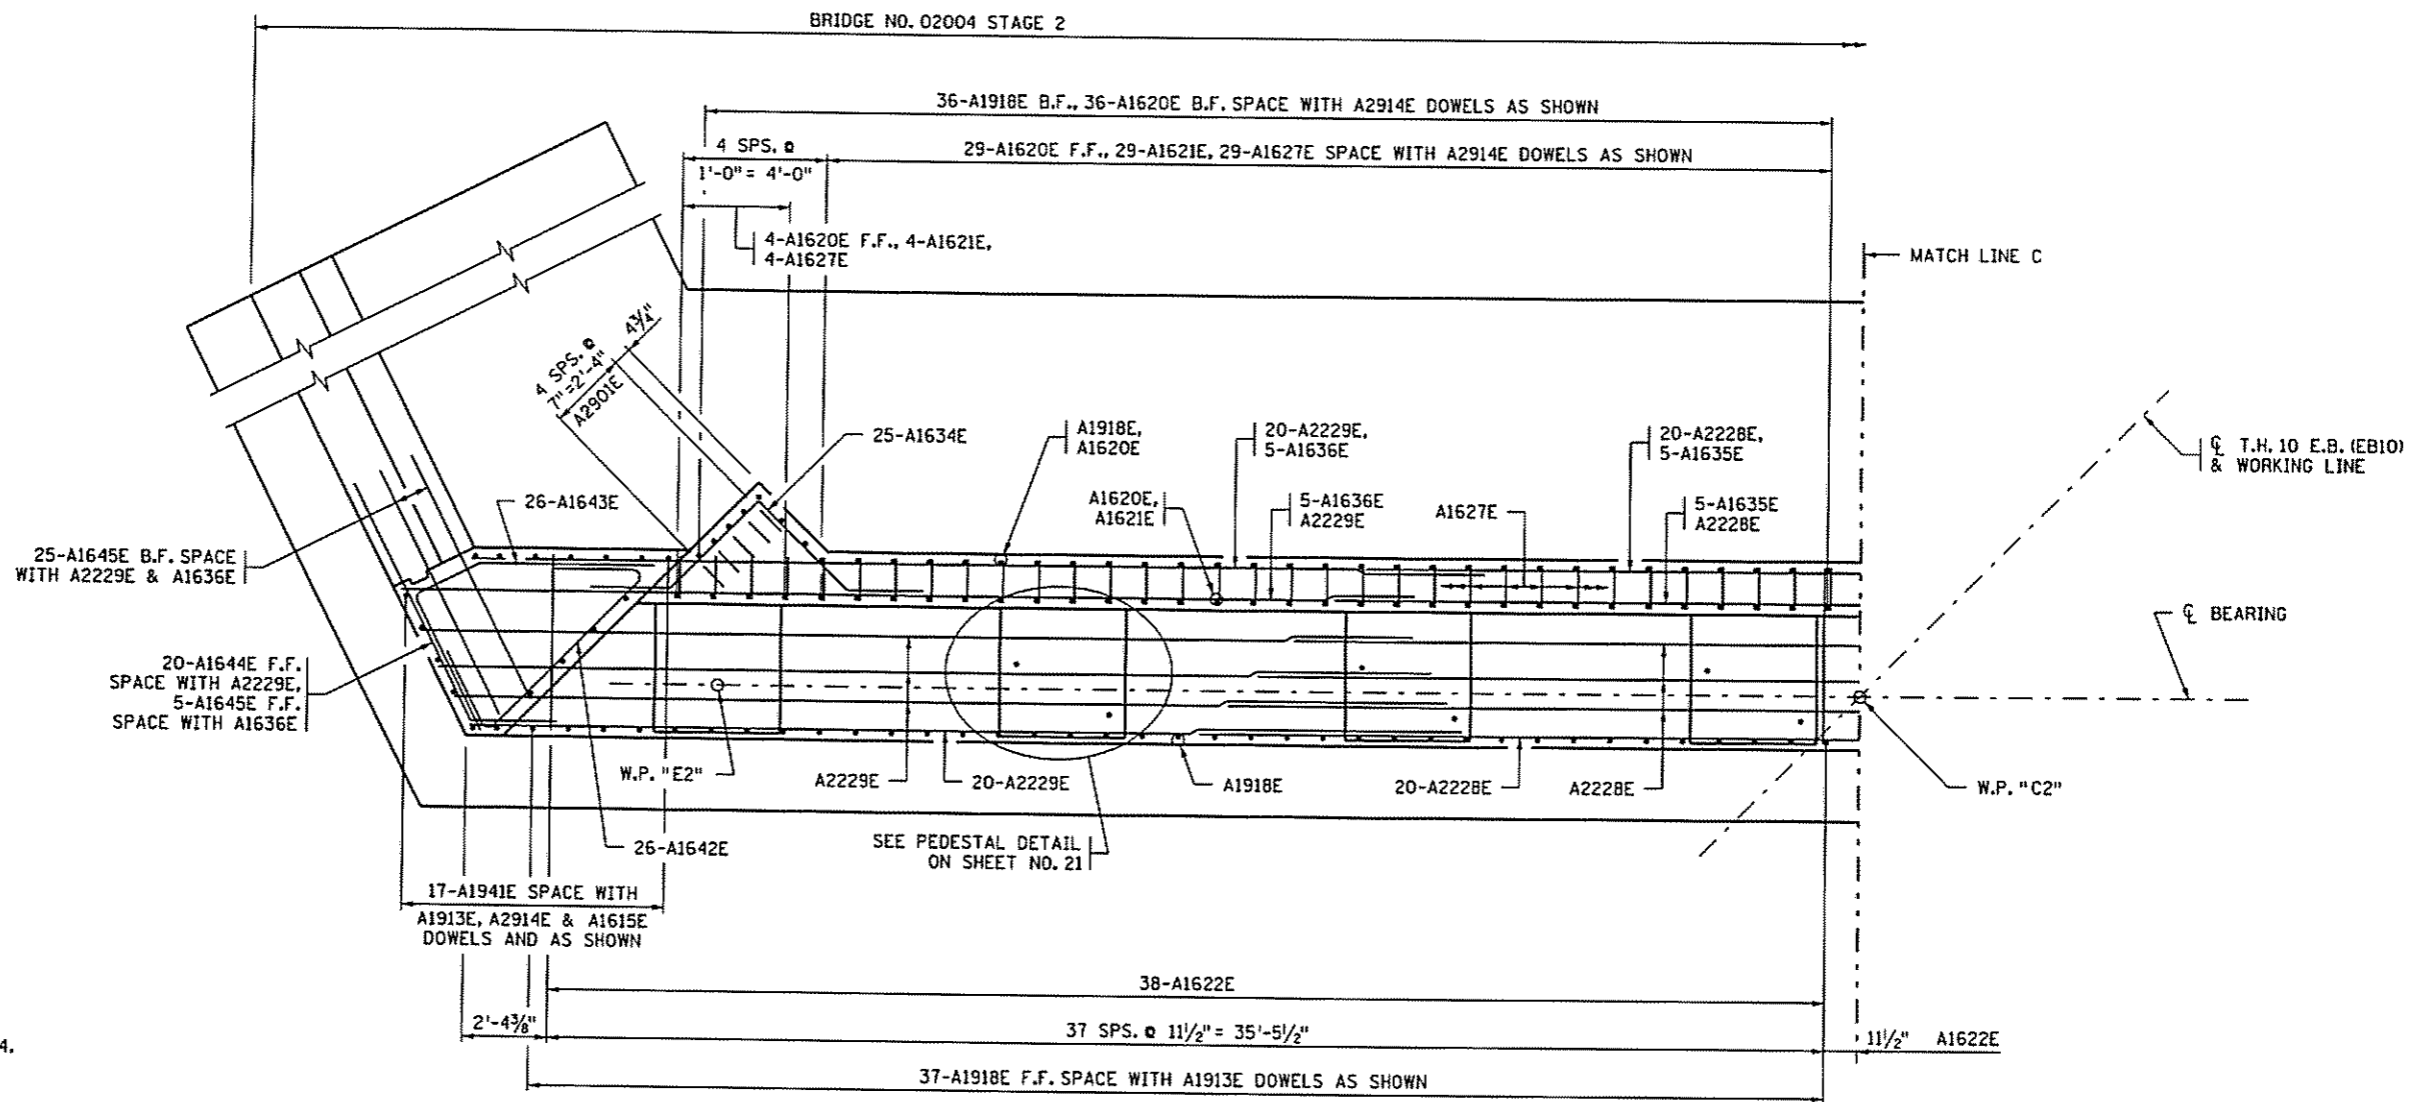 BRIDGE NO. 02004 STAGE 2
36-A1918E B.F., 36-A1620E B.F. SPACE WITH A2914E DOWELS AS SHOWN
4 SPS. @
1'-0" = 4'-0"
29-A1620E F.F., 29-A1621E, 29-A1627E SPACE WITH A2914E DOWELS AS SHOWN
4-A1620E F.F., 4-A1621E,
4-A1627E
MATCH LINE C
4 SPS. @
7"=2'-4"
A2901E
4¾"
25-A1634E
A1918E,
A1620E
20-A2229E,
5-A1636E
20-A2228E,
5-A1635E
℄ T.H. 10 E.B. (EB10)
& WORKING LINE
26-A1643E
A1620E,
A1621E
5-A1636E
A2229E
A1627E
5-A1635E
A2228E
25-A1645E B.F. SPACE
WITH A2229E & A1636E
℄ BEARING
20-A1644E F.F.
SPACE WITH A2229E,
5-A1645E F.F.
SPACE WITH A1636E
W.P. "E2"
A2229E
20-A2229E
A1918E
20-A2228E
A2228E
W.P. "C2"
26-A1642E
SEE PEDESTAL DETAIL
ON SHEET NO. 21
17-A1941E SPACE WITH
A1913E, A2914E & A1615E
DOWELS AND AS SHOWN
38-A1622E
2'-4⅜"
37 SPS. @ 11½" = 35'-5½"
11½" A1622E
4.
37-A1918E F.F. SPACE WITH A1913E DOWELS AS SHOWN